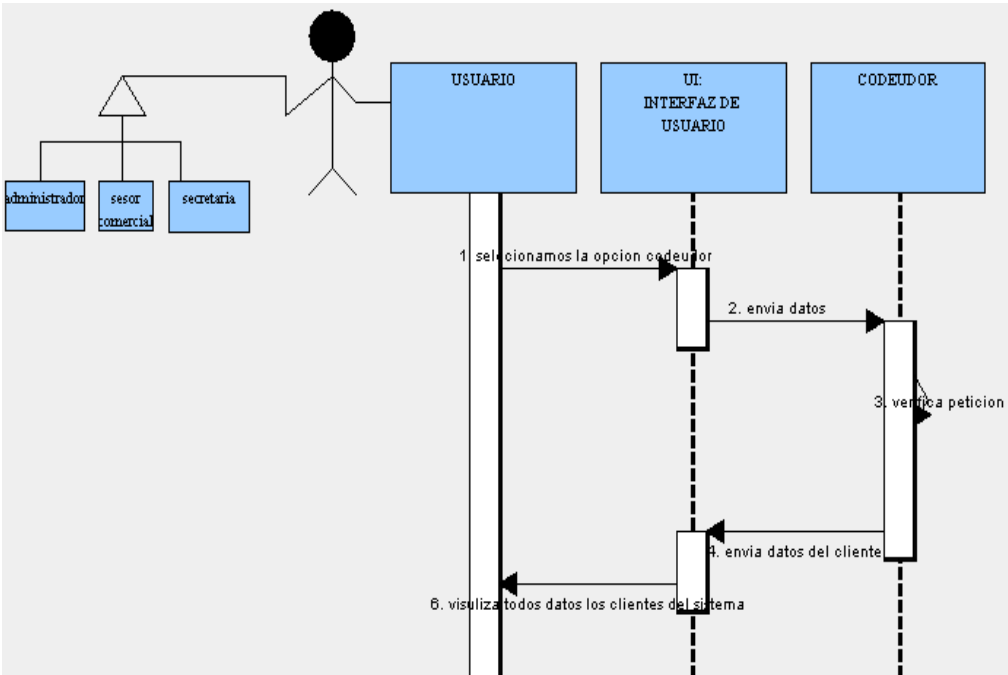 USUARIO
UI:
INTERFAZ DE
USUARIO
CODEUDOR
administrador
sesor
comercial
secretaria
1. selecionamos la opcion codeudor
2. envia datos
3. verifica peticion
4. envia datos del cliente
6. visuliza todos datos los clientes del sistema